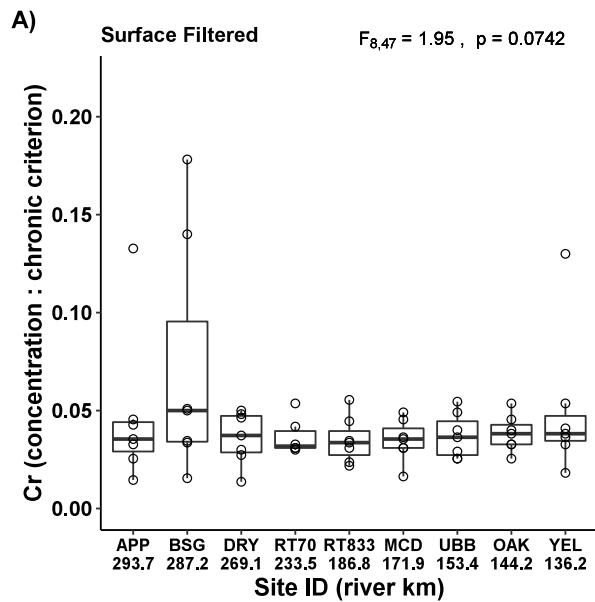 A)
Surface Filtered
F8,47 = 1.95 , p = 0.0742
Cr (concentration : chronic criterion)
0.20
0.15
0.10
0.05
0.00
APP BSG DRY RT70 RT833 MCD UBB OAK YEL
293.7 287.2 269.1 233.5 186.8 171.9 153.4 144.2 136.2
Site ID (river km)